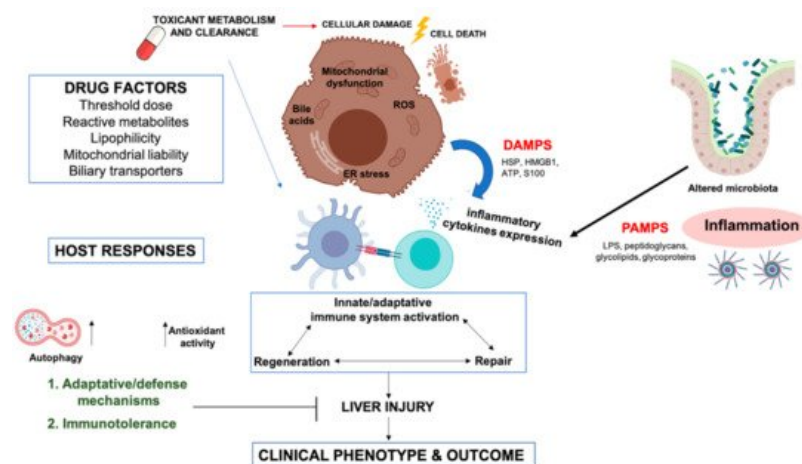 TOXICANT METABOLISM
AND CLEARANCE
CELLULAR DAMAGE
CELL DEATH
DRUG FACTORS
Threshold dose
Reactive metabolites
Lipophilicity
Mitochondrial liability
Biliary transporters
Mitochondrial
dysfunction
Bile
acids
ROS
ER stress
DAMPS
HSP, HMGB1,
ATP, S100
inflammatory
cytokines expression
Altered microbiota
PAMPS
LPS, peptidoglycans,
glycolipids, glycoproteins
Inflammation
HOST RESPONSES
Innate/adaptative
immune system activation
Regeneration
Repair
Autophagy
Antioxidant
activity
1. Adaptative/defense
mechanisms
2. Immunotolerance
LIVER INJURY
CLINICAL PHENOTYPE & OUTCOME